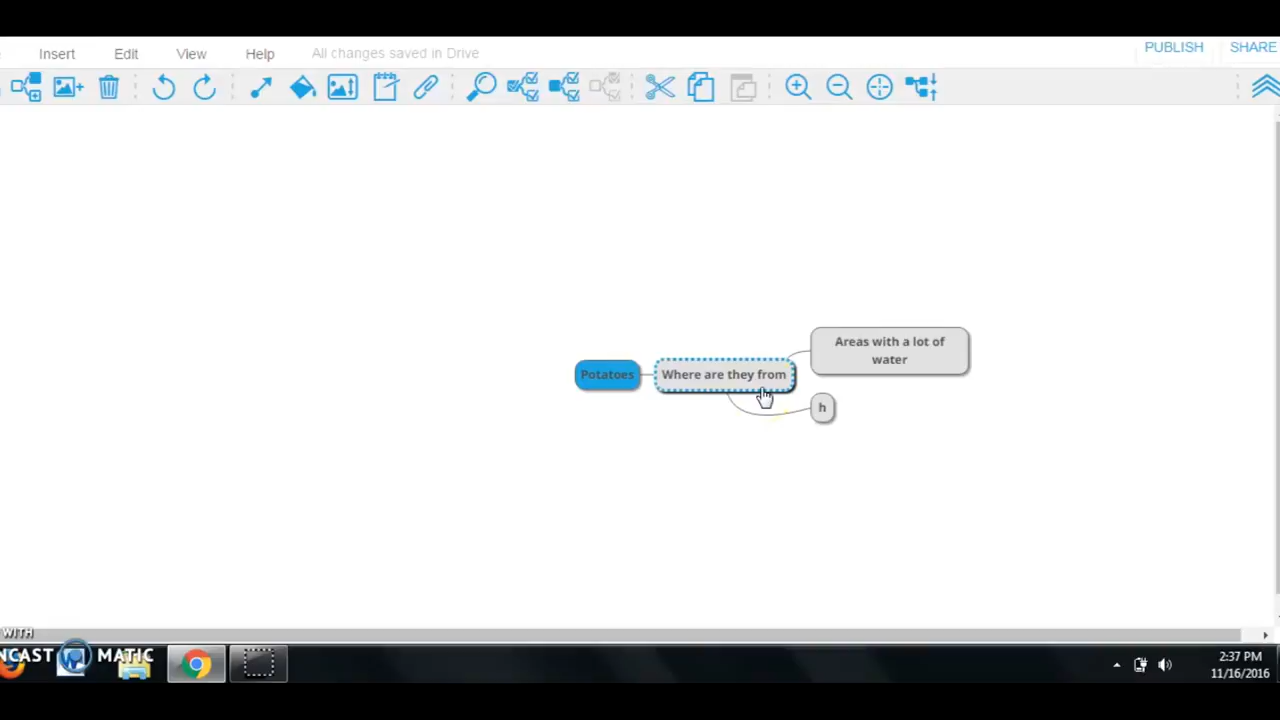 Insert Edit View Help All changes saved in Drive PUBLISH SHARE
Areas with a lot of
water
Potatoes Where are they from
h
WITH
NCAST MATIC
2:37 PM
11/16/2016